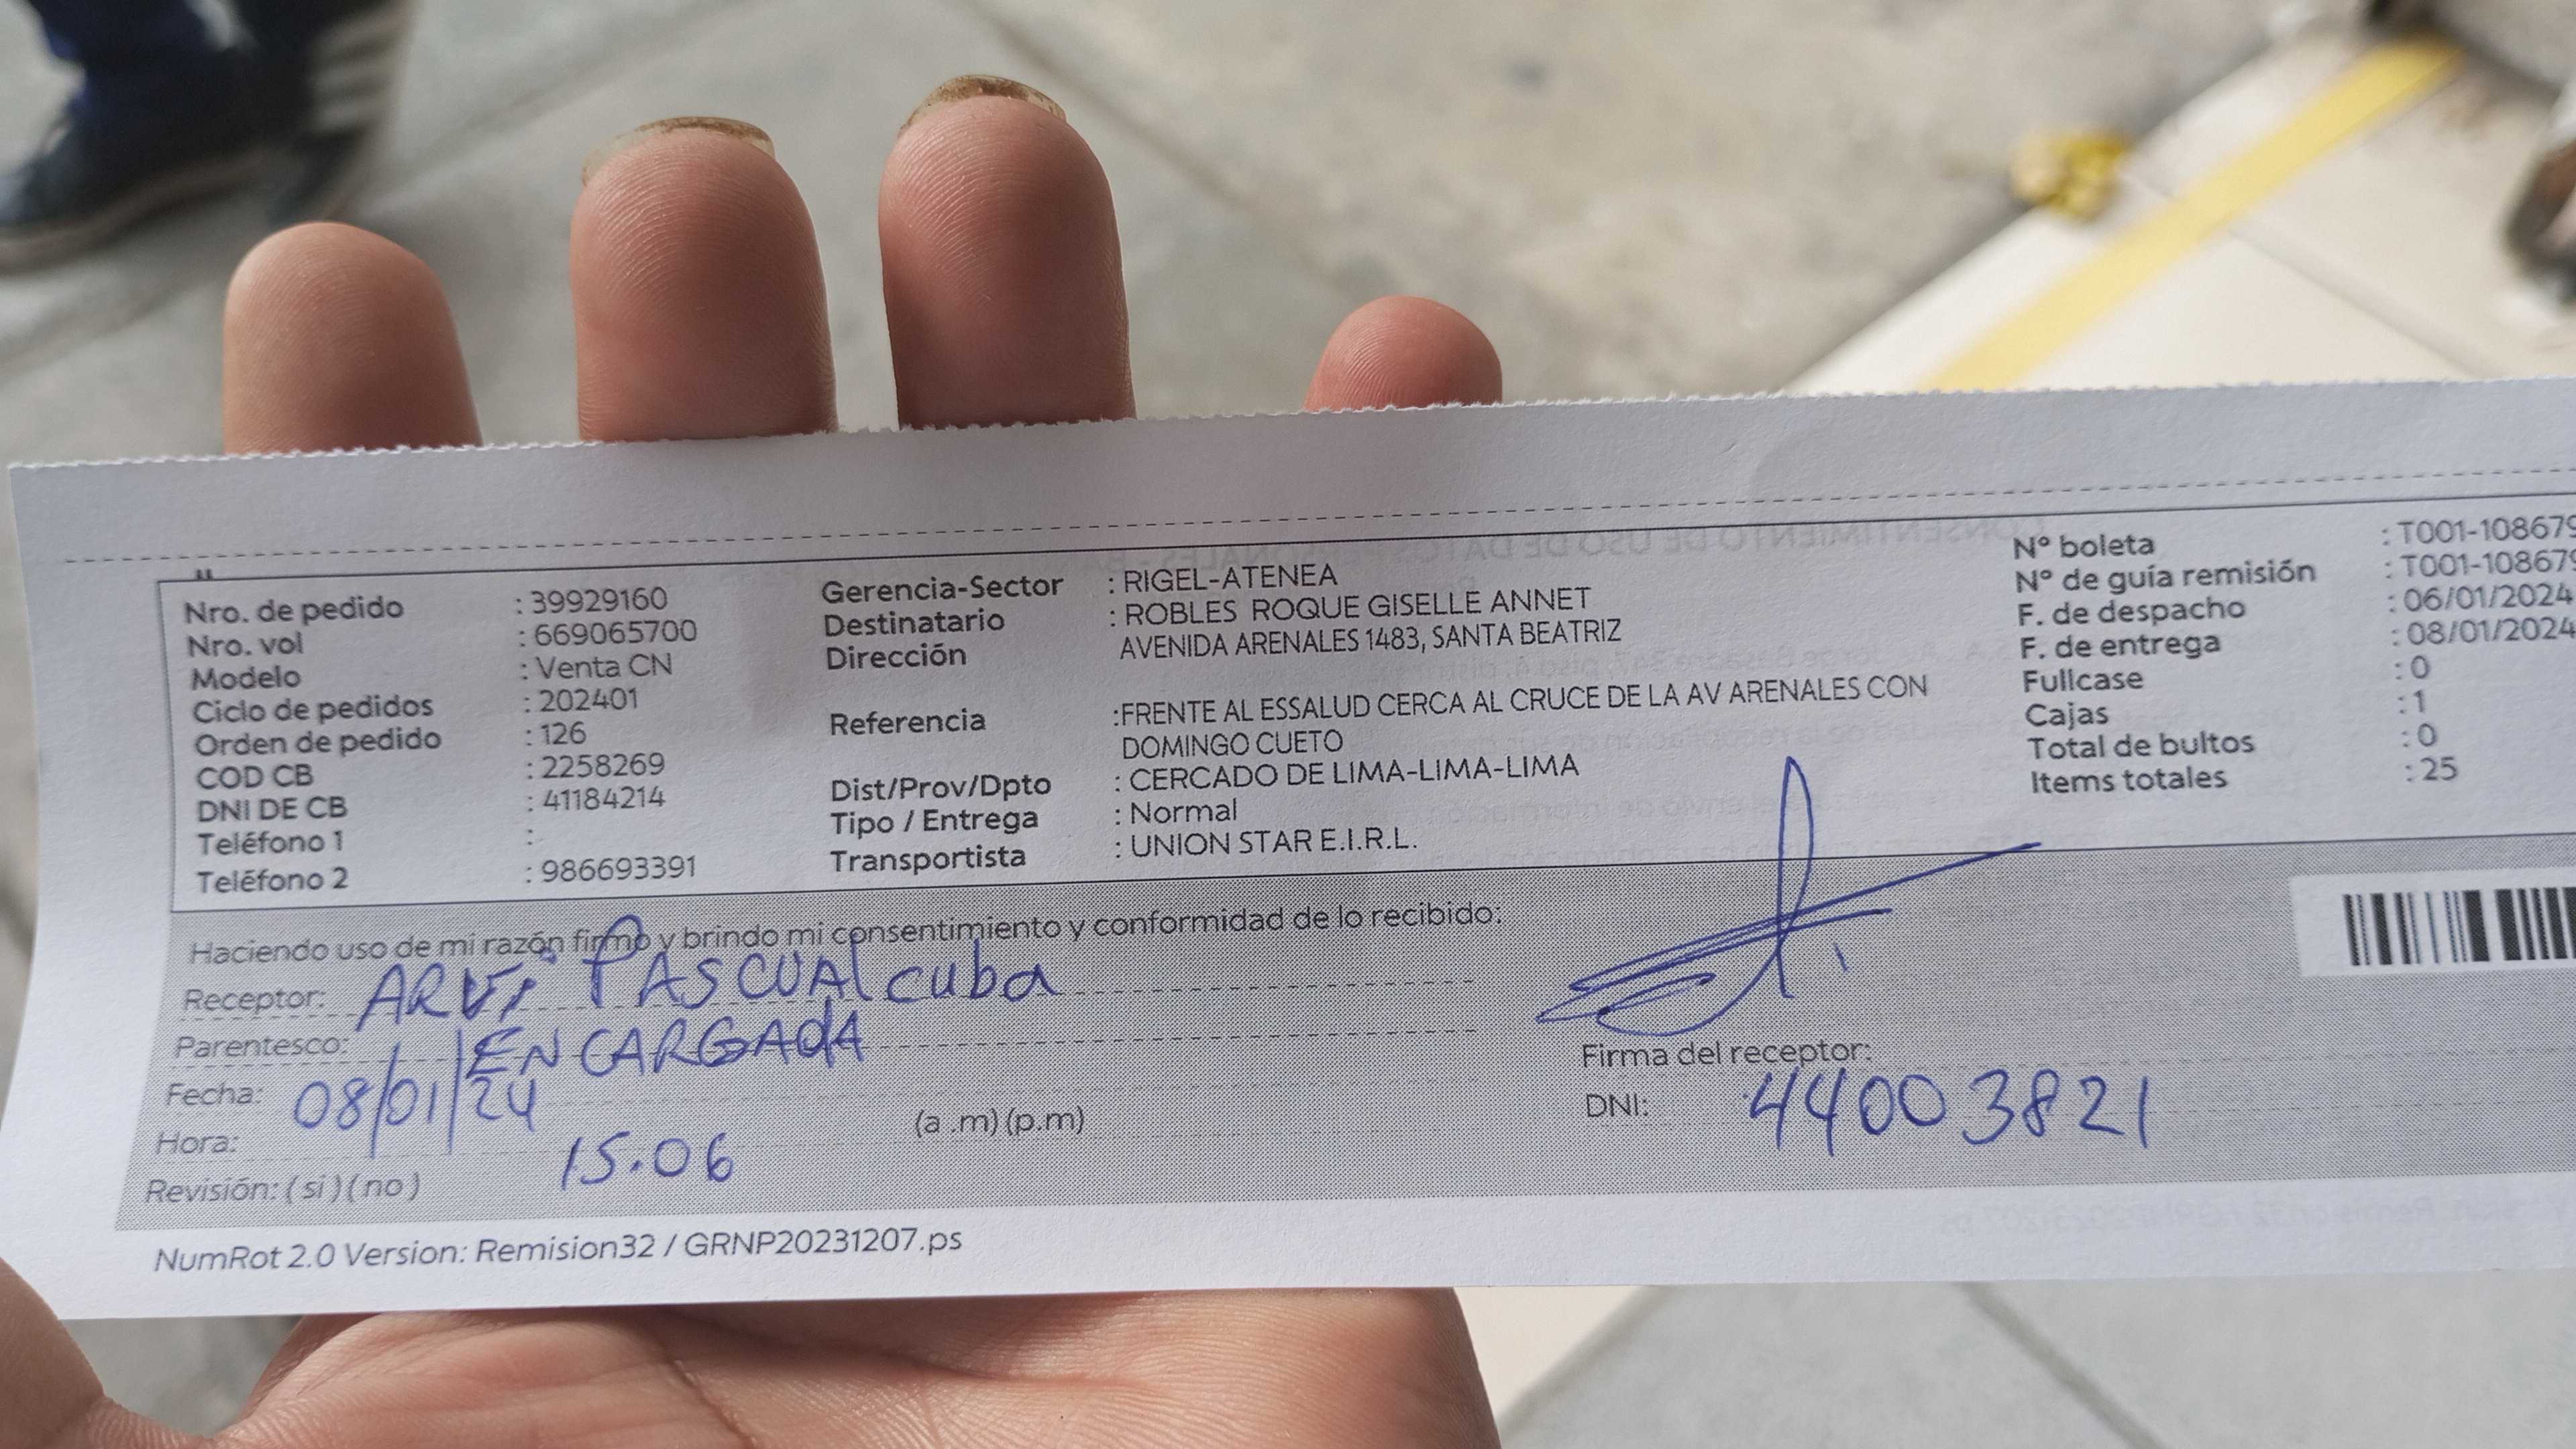 Nro. de pedido : 39929160
Nro. vol : 669065700
Modelo : Venta CN
Ciclo de pedidos : 202401
Orden de pedido : 126
COD CB : 2258269
DNI DE CB : 41184214
Teléfono 1 :
Teléfono 2 : 986693391
Gerencia-Sector : RIGEL-ATENEA
Destinatario : ROBLES ROQUE GISELLE ANNET
Dirección AVENIDA ARENALES 1483, SANTA BEATRIZ
Referencia :FRENTE AL ESSALUD CERCA AL CRUCE DE LA AV ARENALES CON
DOMINGO CUETO
Dist/Prov/Dpto : CERCADO DE LIMA-LIMA-LIMA
Tipo / Entrega : Normal
Transportista : UNION STAR E.I.R.L.
N° boleta : T001-108679
N° de guía remisión : T001-108679
F. de despacho : 06/01/2024
F. de entrega : 08/01/2024
Fullcase : 0
Cajas : 1
Total de bultos : 0
Items totales : 25
Haciendo uso de mi razón firmo y brindo mi consentimiento y conformidad de lo recibido:
Receptor: PASCUAL cuba
Parentesco: ENCARGADA
Fecha: 08/01/24
Hora: 15.06 (a .m) (p.m)
Revisión: ( si ) ( no )
Firma del receptor:
DNI: 44003821
NumRot 2.0 Version: Remision32 / GRNP20231207.ps